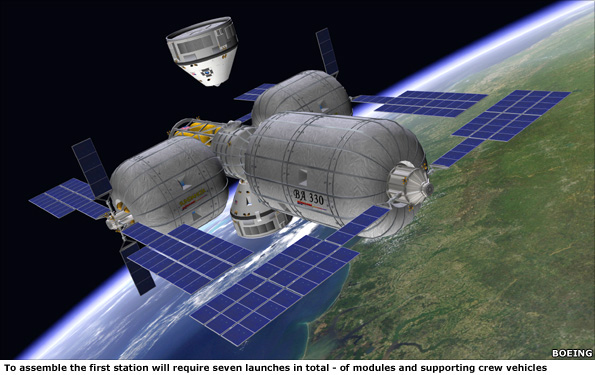 BA 330
BOEING
To assemble the first station will require seven launches in total - of modules and supporting crew vehicles